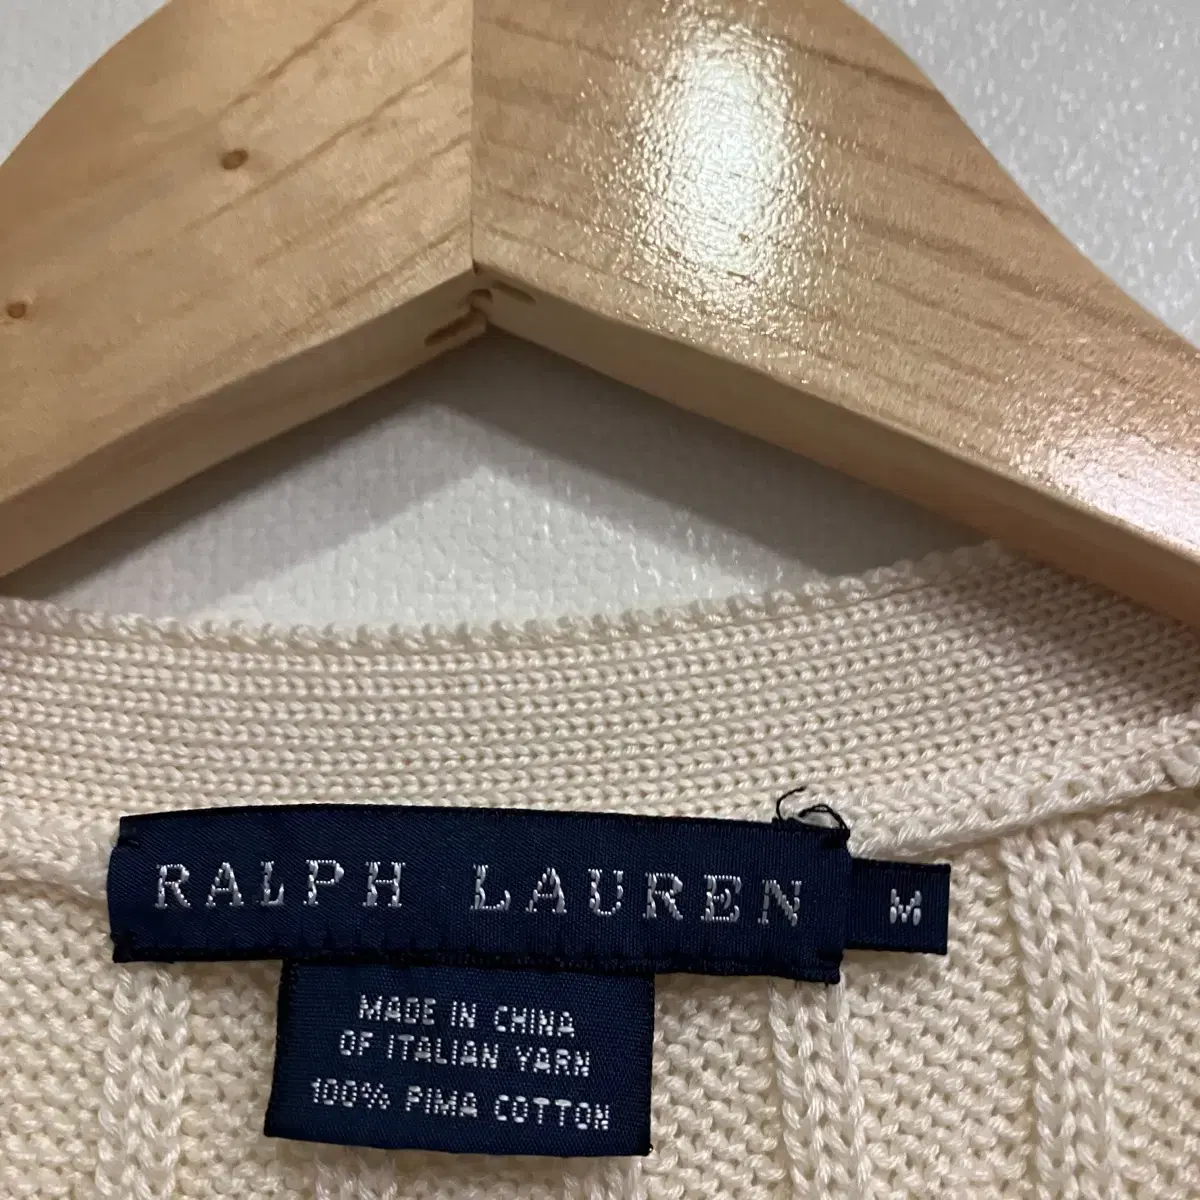 RALPH LAUREN
M
MADE IN CHINA
OF ITALIAN YARN
100% PIMA COTTON